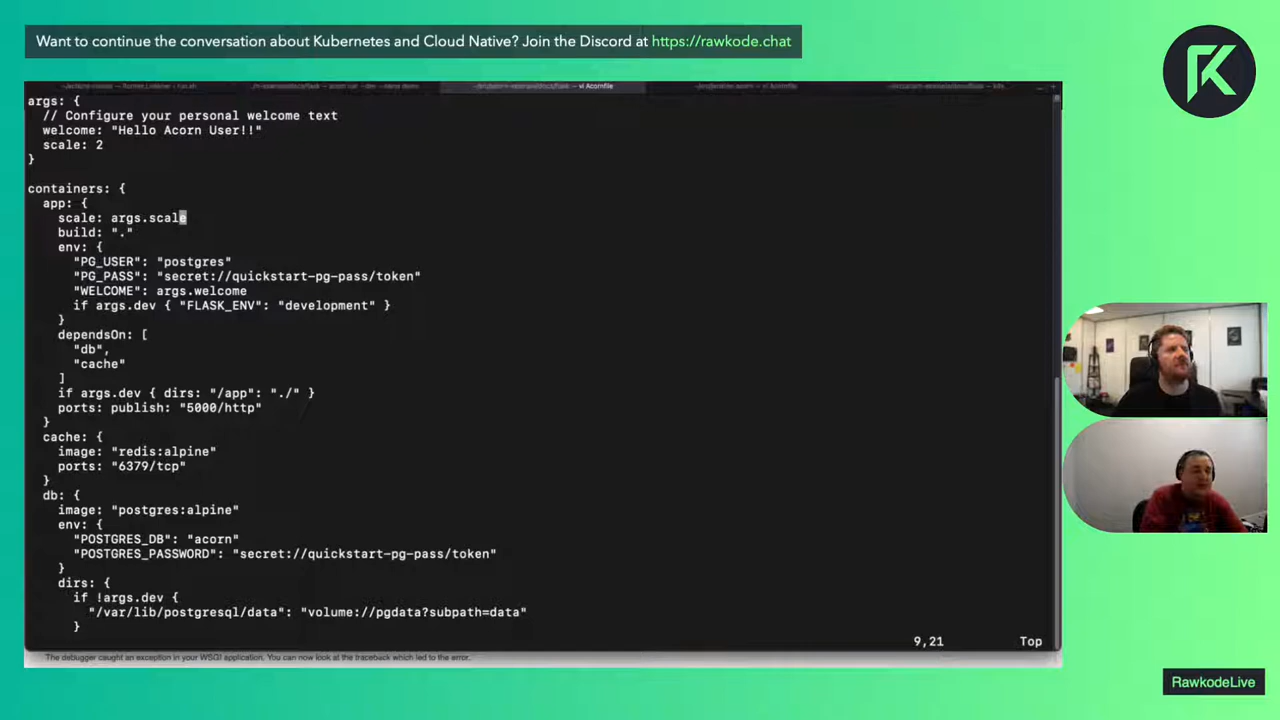 Want to continue the conversation about Kubernetes and Cloud Native? Join the Discord at https://rawkode.chat
vi Acornfile
args: {
  // Configure your personal welcome text
  welcome: "Hello Acorn User!!"
  scale: 2
}
containers: {
  app: {
    scale: args.scale
    build: "."
    env: {
      "PG_USER": "postgres"
      "PG_PASS": "secret://quickstart-pg-pass/token"
      "WELCOME": args.welcome
      if args.dev { "FLASK_ENV": "development" }
    }
    dependsOn: [
      "db",
      "cache"
    ]
    if args.dev { dirs: "/app": "./" }
    ports: publish: "5000/http"
  }
  cache: {
    image: "redis:alpine"
    ports: "6379/tcp"
  }
  db: {
    image: "postgres:alpine"
    env: {
      "POSTGRES_DB": "acorn"
      "POSTGRES_PASSWORD": "secret://quickstart-pg-pass/token"
    }
    dirs: {
      if !args.dev {
        "/var/lib/postgresql/data": "volume://pgdata?subpath=data"
      }
9,21 Top
The debugger caught an exception in your WSGI application. You can now look at the traceback which led to the error.
RawkodeLive